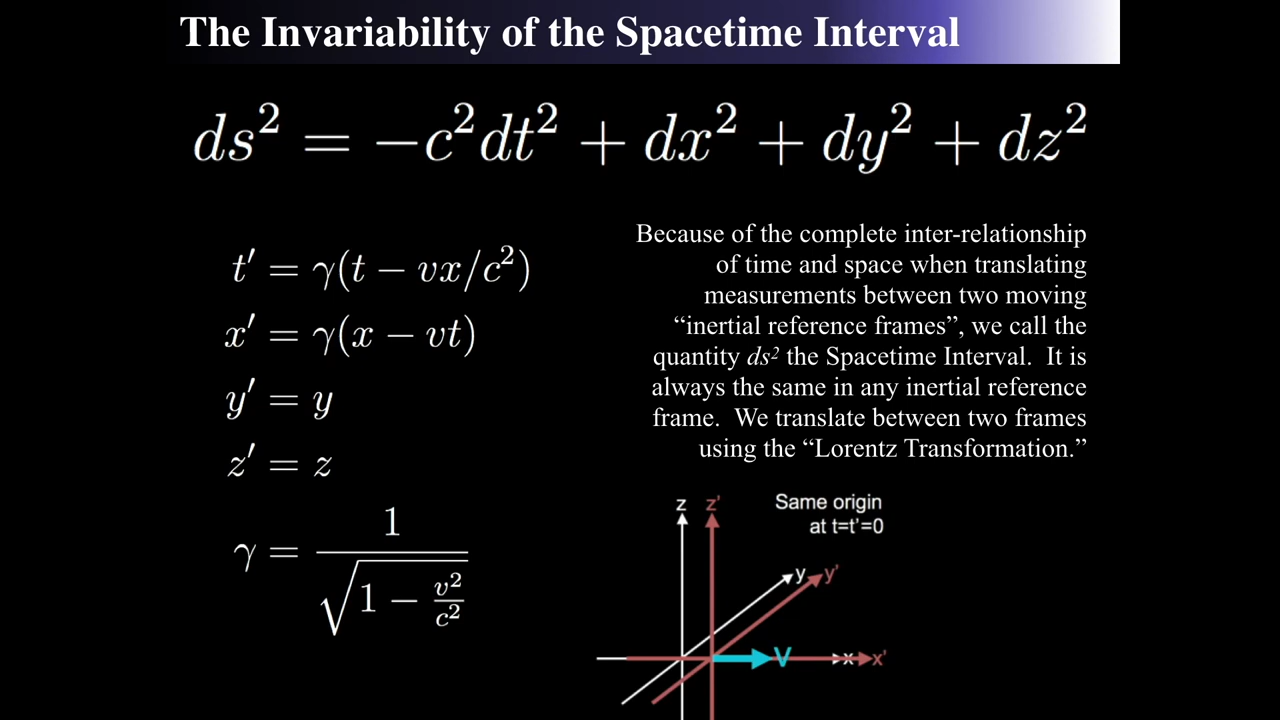 The Invariability of the Spacetime Interval
ds² = −c²dt² + dx² + dy² + dz²
t′ = γ(t − vx/c²)
x′ = γ(x − vt)
y′ = y
z′ = z
γ = 1 / √(1 − v²/c²)
Because of the complete inter-relationship
of time and space when translating
measurements between two moving
“inertial reference frames”, we call the
quantity ds² the Spacetime Interval. It is
always the same in any inertial reference
frame. We translate between two frames
using the “Lorentz Transformation.”
z z'
Same origin
at t=t'=0
y y'
V x x'